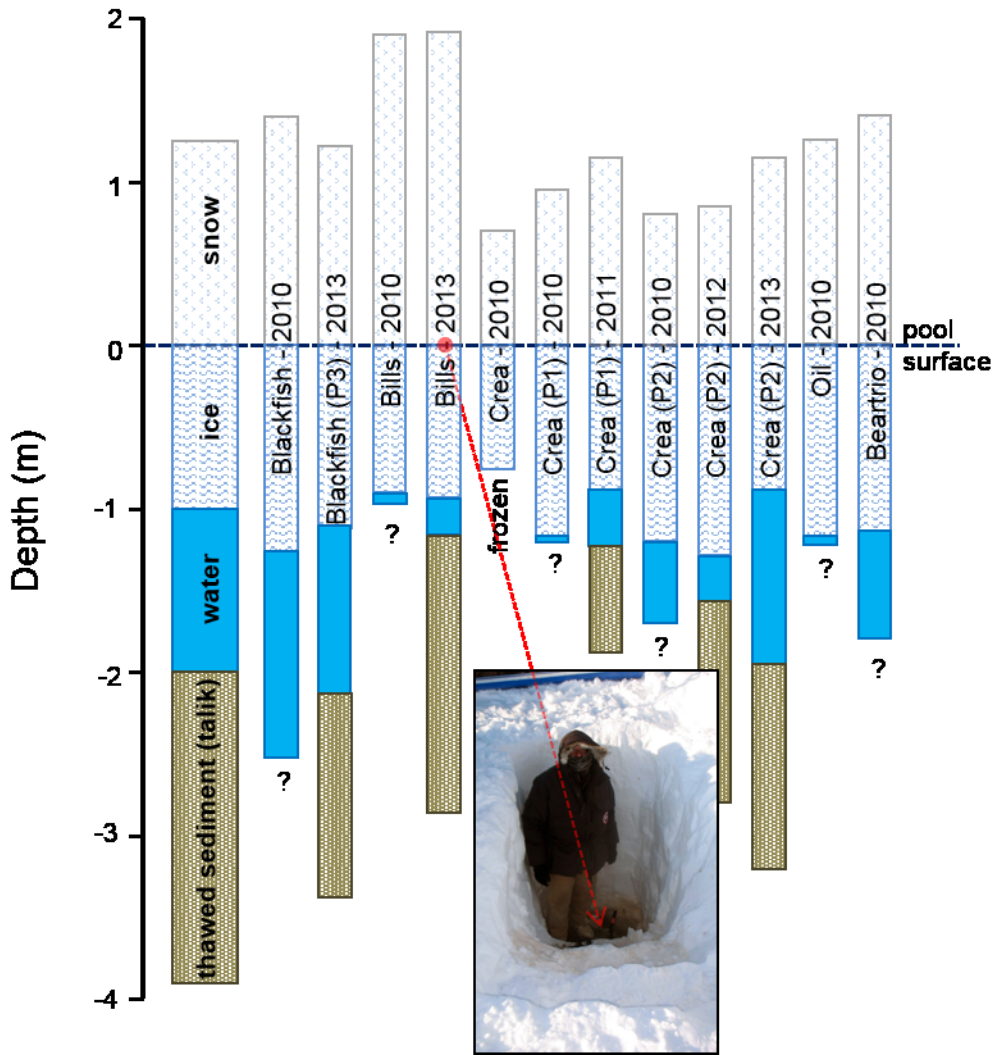 2
1
0
-1
-2
-3
-4
Depth (m)
snow
ice
water
thawed sediment (talik)
Blackfish - 2010
?
Blackfish (P3) - 2013
Bills - 2010
?
Bills - 2013
Crea - 2010
frozen
Crea (P1) - 2010
?
Crea (P1) - 2011
Crea (P2) - 2010
?
Crea (P2) - 2012
Crea (P2) - 2013
Oil - 2010
?
Beartrio - 2010
?
pool
surface